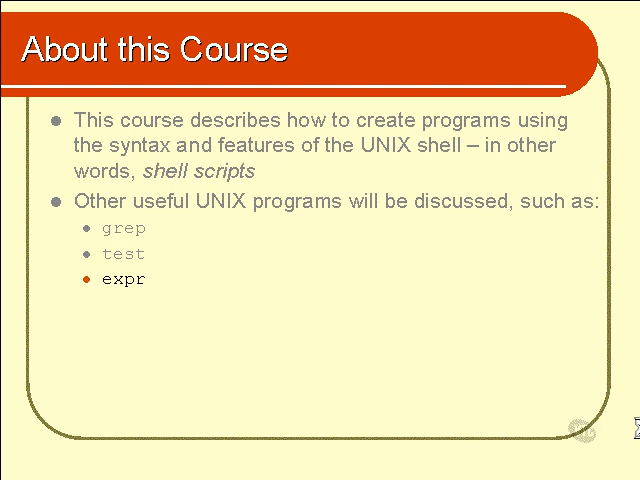 About this Course
This course describes how to create programs using
the syntax and features of the UNIX shell – in other
words, shell scripts
Other useful UNIX programs will be discussed, such as:
grep
test
expr